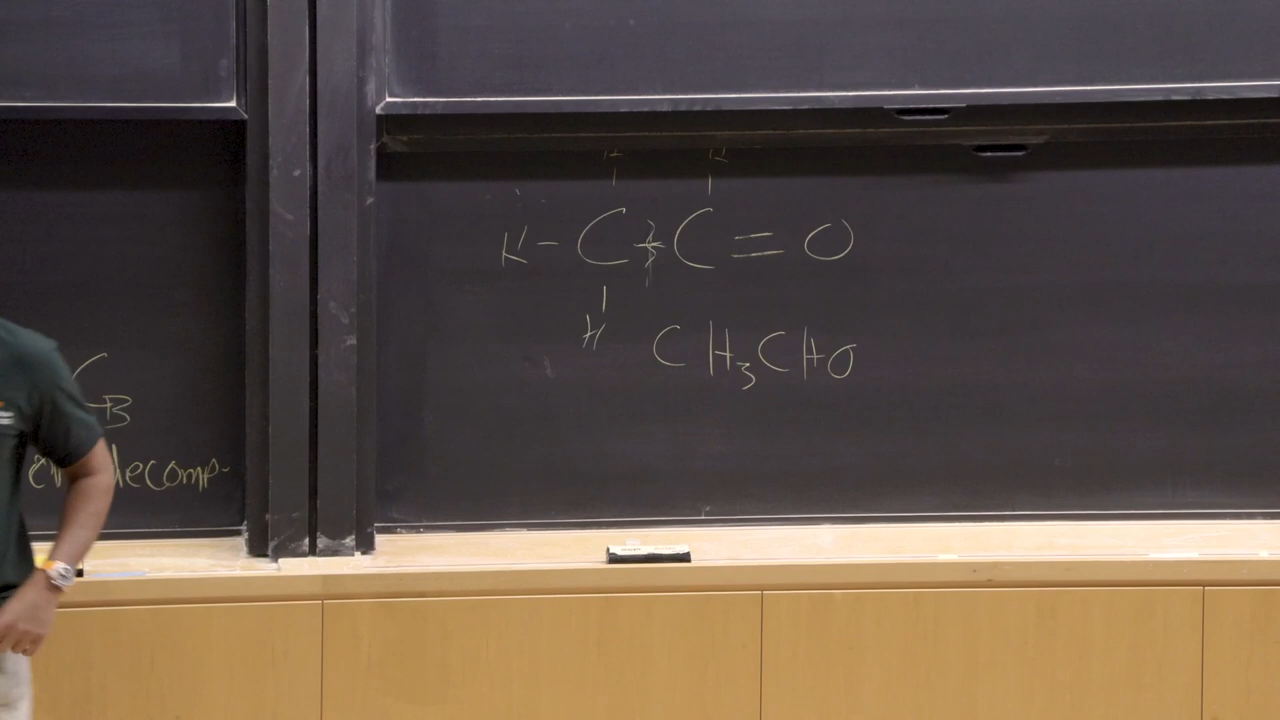 H H
H - C + C = O
H
CH₃CHO
B
decomp.